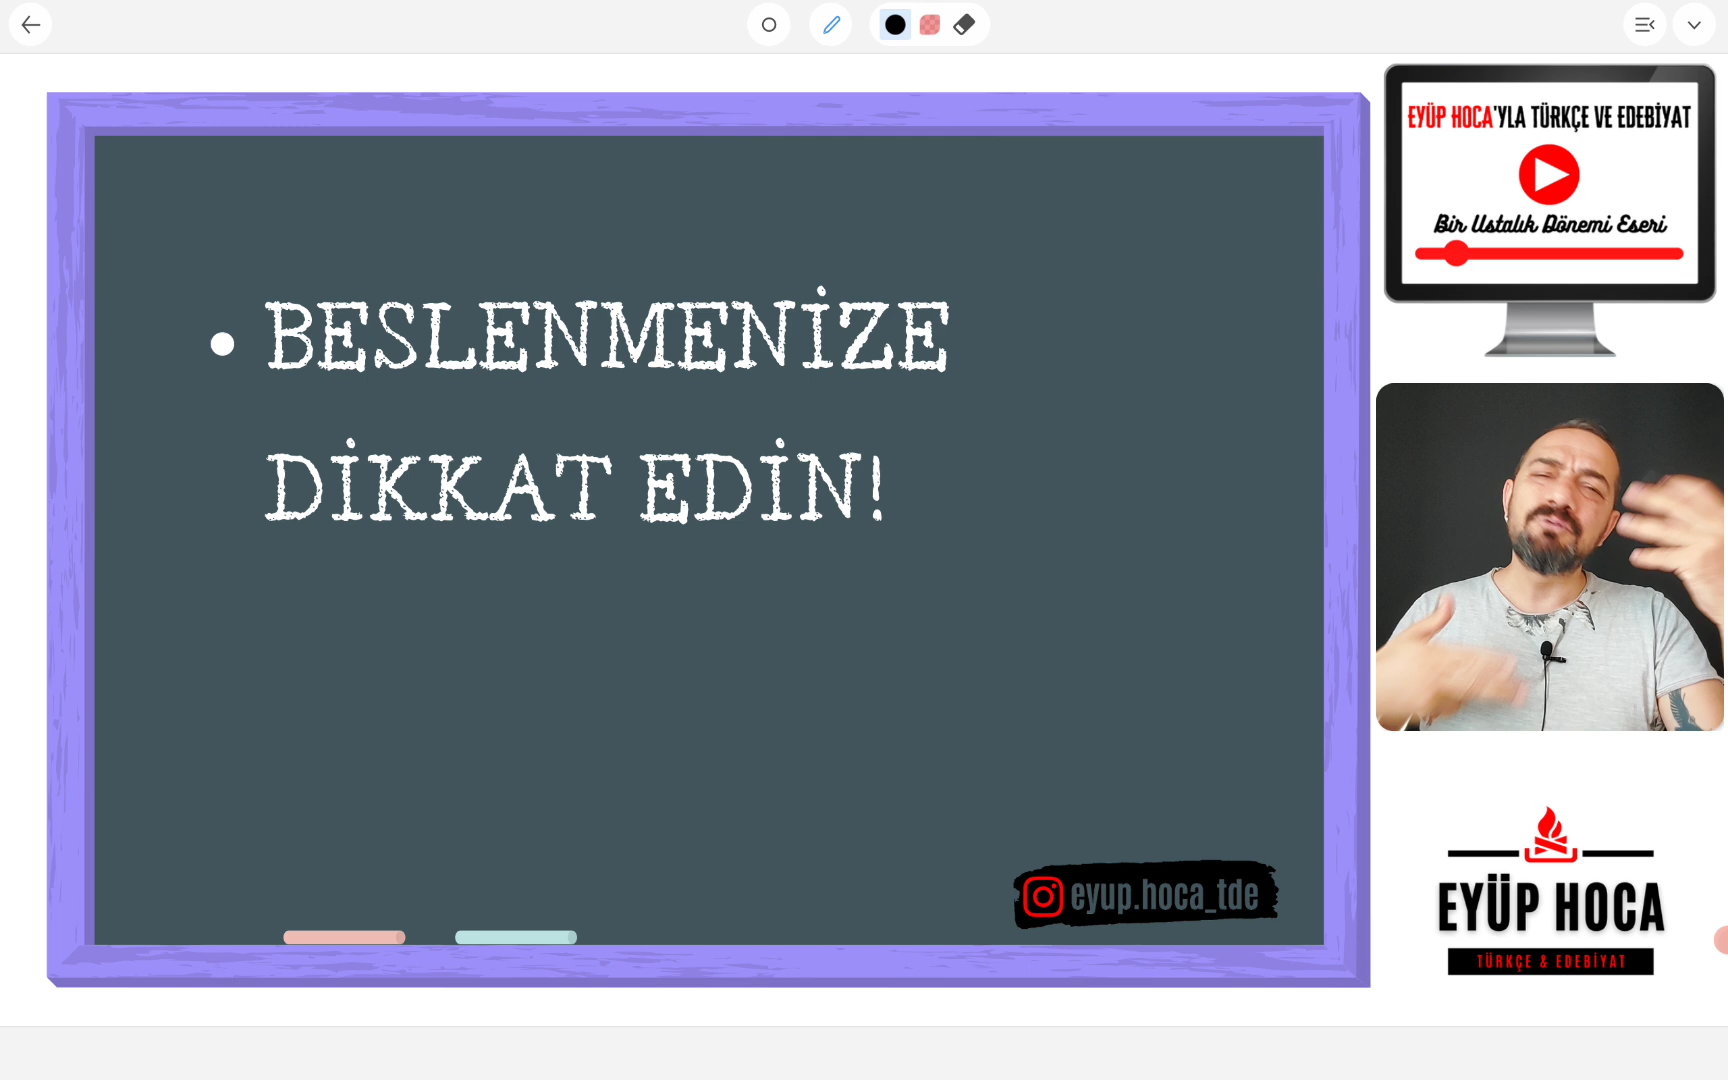 EYÜP HOCA'YLA TÜRKÇE VE EDEBİYAT
Bir Ustalık Dönemi Eseri
• BESLENMENİZE
DİKKAT EDİN!
eyup.hoca_tde
EYÜP HOCA
TÜRKÇE & EDEBİYAT